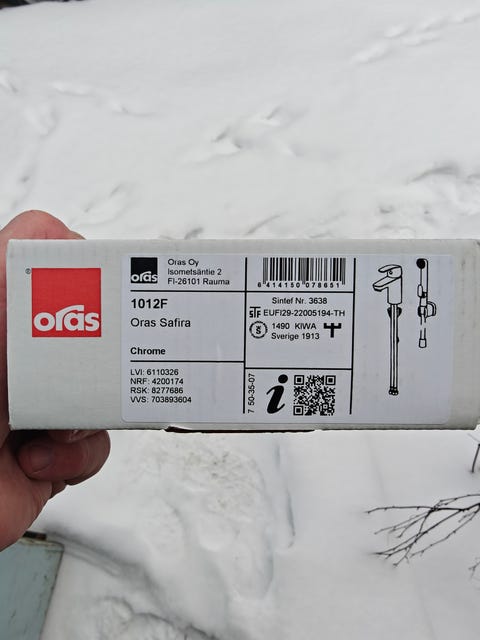 ®
oras
oras
Oras Oy
Isometsäntie 2
FI-26101 Rauma
1012F
Oras Safira
Chrome
LVI: 6110326
NRF: 4200174
RSK: 8277686
VVS: 703893604
6 414150 078651
Sintef Nr. 3638
STF EUFI29-22005194-TH
1490 KIWA
Sverige 1913
7 50-35-07
i